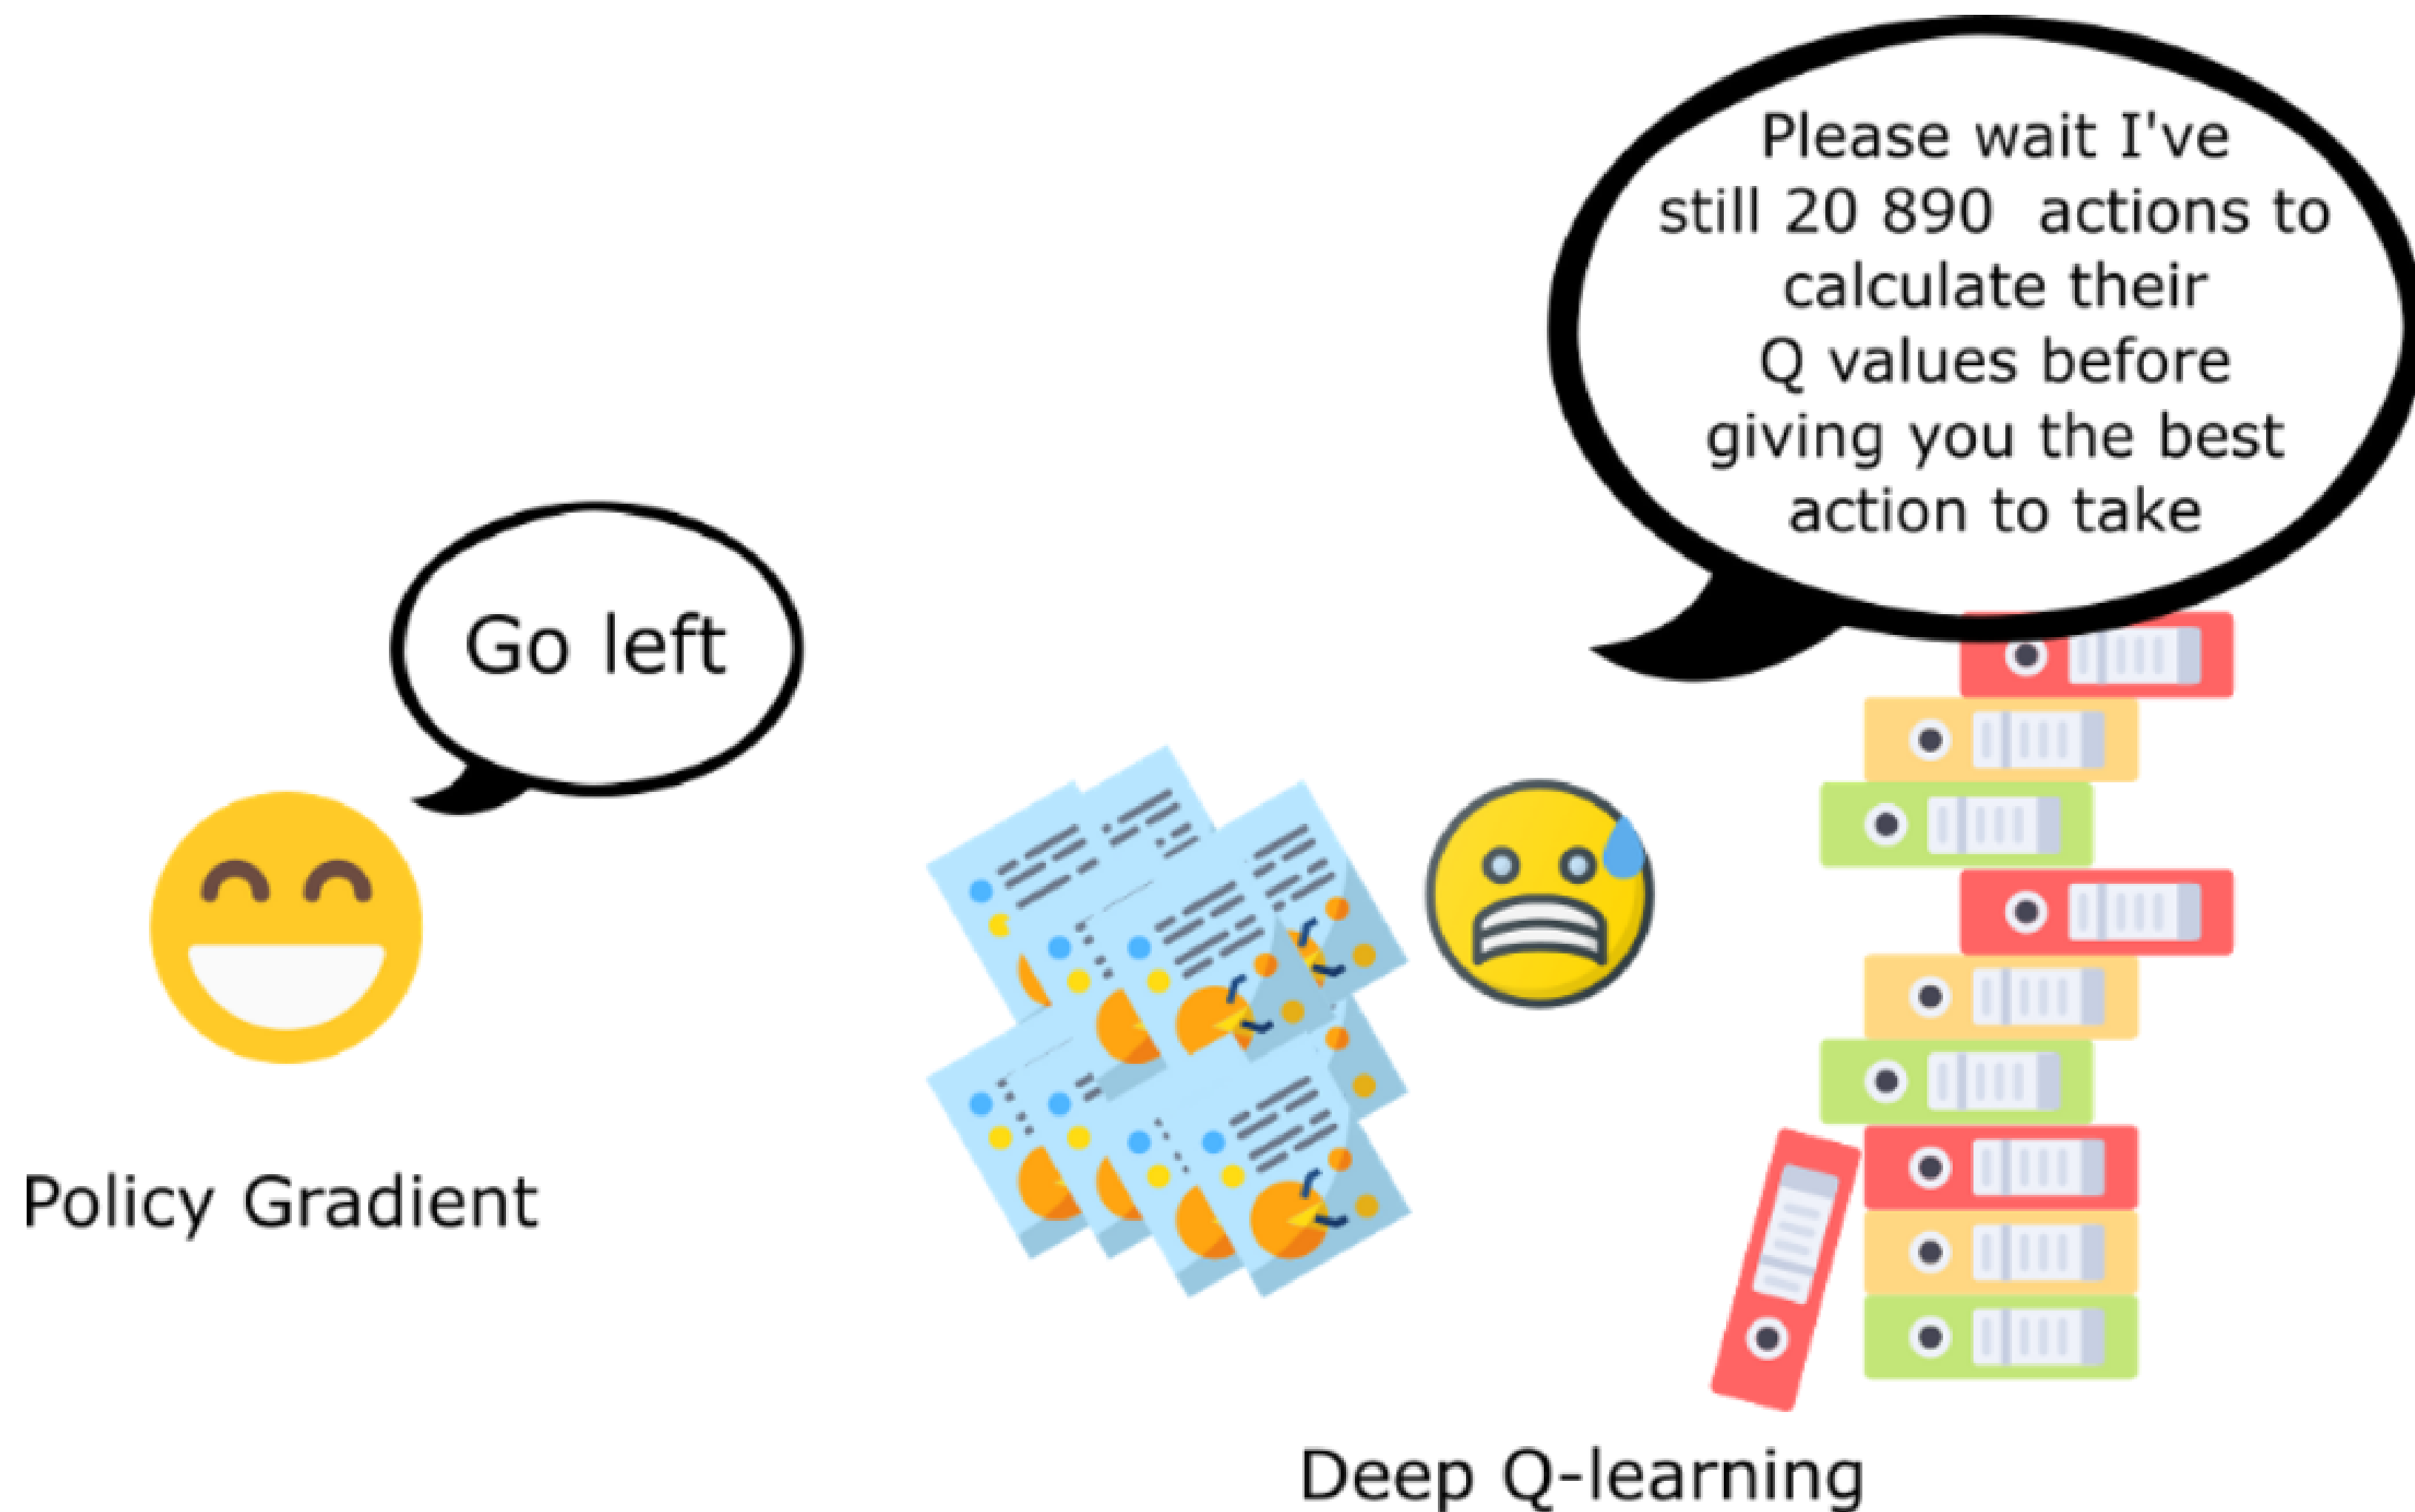 Please wait I've
still 20 890 actions to
calculate their
Q values before
giving you the best
action to take
Go left
Policy Gradient
Deep Q-learning